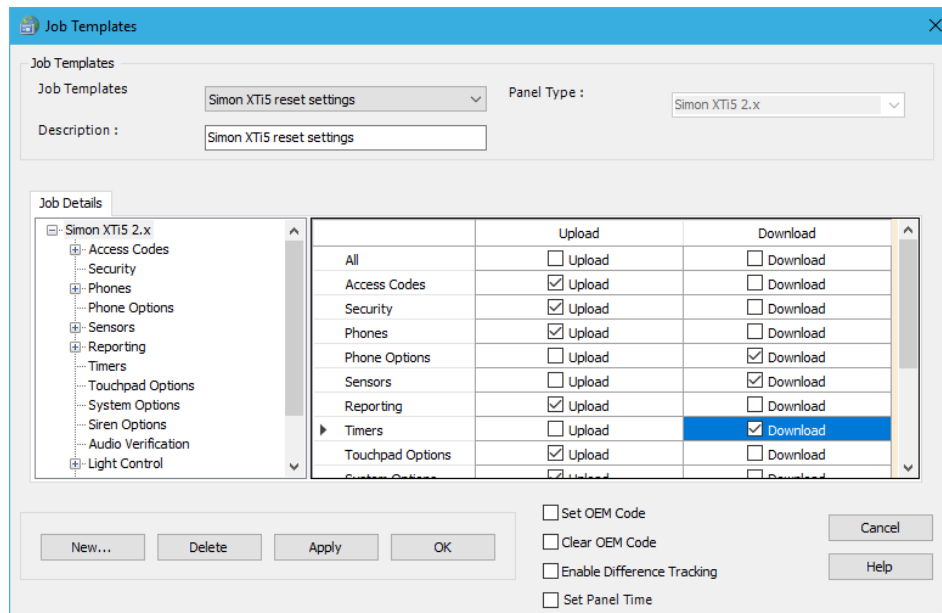 Job Templates
Job Templates
Job Templates
Simon XTi5 reset settings
Panel Type :
Simon XTi5 2.x
Description :
Simon XTi5 reset settings
Job Details
Simon XTi5 2.x
Access Codes
Security
Phones
Phone Options
Sensors
Reporting
Timers
Touchpad Options
System Options
Siren Options
Audio Verification
Light Control
Upload Download
All Upload Download
Access Codes Upload Download
Security Upload Download
Phones Upload Download
Phone Options Upload Download
Sensors Upload Download
Reporting Upload Download
Timers Upload Download
Touchpad Options Upload Download
System Options Upload Download
New... Delete Apply OK
Set OEM Code
Clear OEM Code
Enable Difference Tracking
Set Panel Time
Cancel
Help